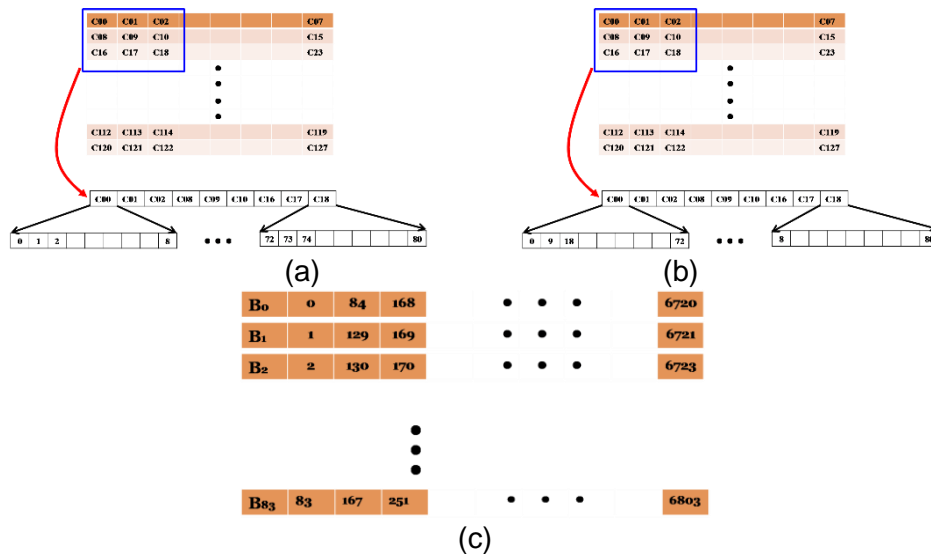 C00 C01 C02 C07
C08 C09 C10 C15
C16 C17 C18 C23
C112 C113 C114 C119
C120 C121 C122 C127
C00 C01 C02 C08 C09 C10 C16 C17 C18
0 1 2 8 72 73 74 80
(a)
C00 C01 C02 C07
C08 C09 C10 C15
C16 C17 C18 C23
C112 C113 C114 C119
C120 C121 C122 C127
C00 C01 C02 C08 C09 C10 C16 C17 C18
0 9 18 72 8 80
(b)
B0 0 84 168 6720
B1 1 129 169 6721
B2 2 130 170 6723
B83 83 167 251 6803
(c)